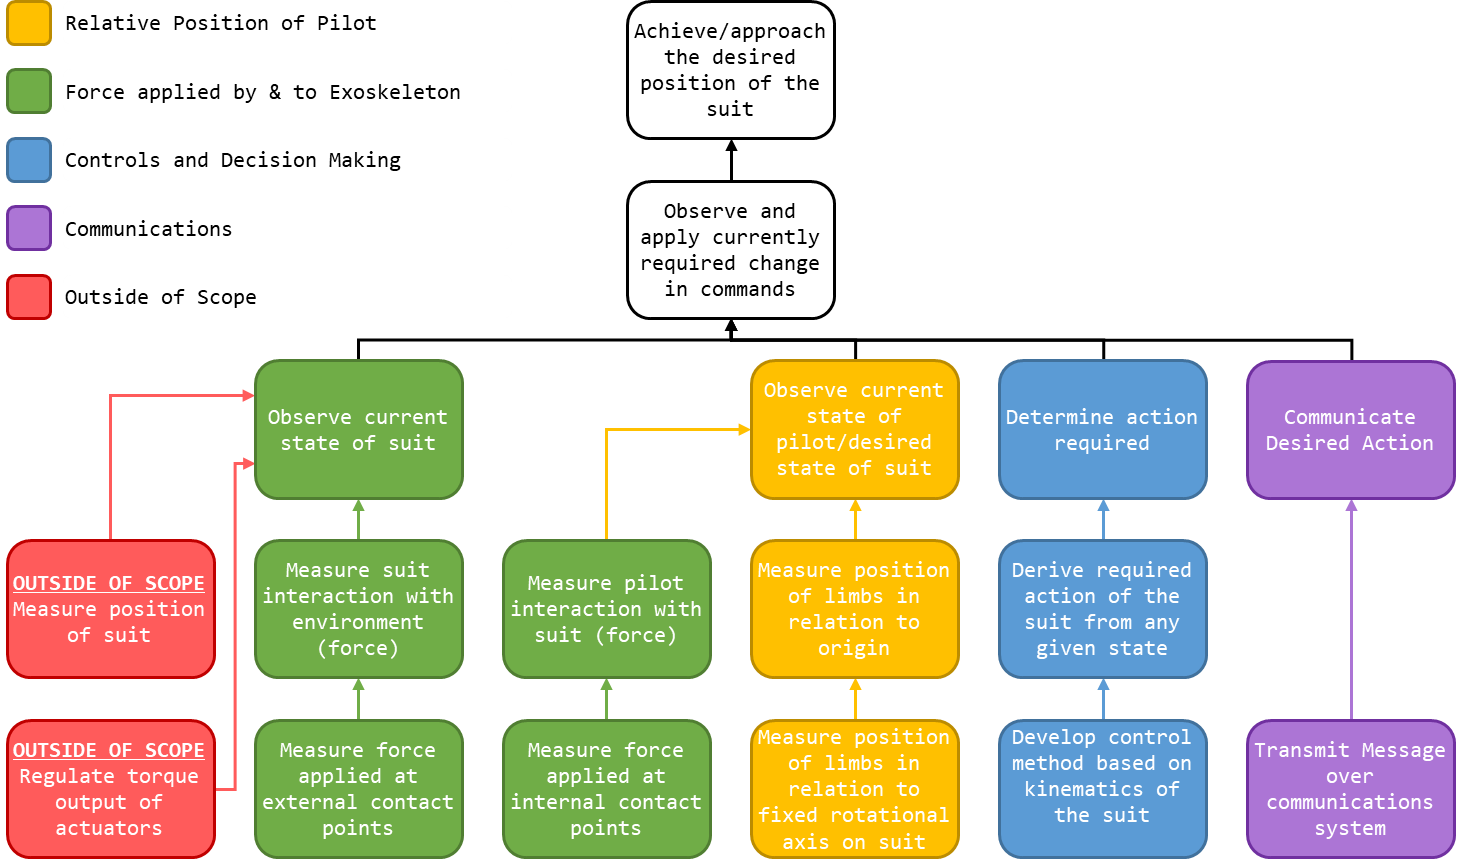 Relative Position of Pilot
Force applied by & to Exoskeleton
Controls and Decision Making
Communications
Outside of Scope
Achieve/approach
the desired
position of the
suit
Observe and
apply currently
required change
in commands
Observe current
state of suit
Observe current
state of
pilot/desired
state of suit
Determine action
required
Communicate
Desired Action
OUTSIDE OF SCOPE
Measure position
of suit
Measure suit
interaction with
environment
(force)
Measure pilot
interaction with
suit (force)
Measure position
of limbs in
relation to
origin
Derive required
action of the
suit from any
given state
OUTSIDE OF SCOPE
Regulate torque
output of
actuators
Measure force
applied at
external contact
points
Measure force
applied at
internal contact
points
Measure position
of limbs in
relation to
fixed rotational
axis on suit
Develop control
method based on
kinematics of
the suit
Transmit Message
over
communications
system